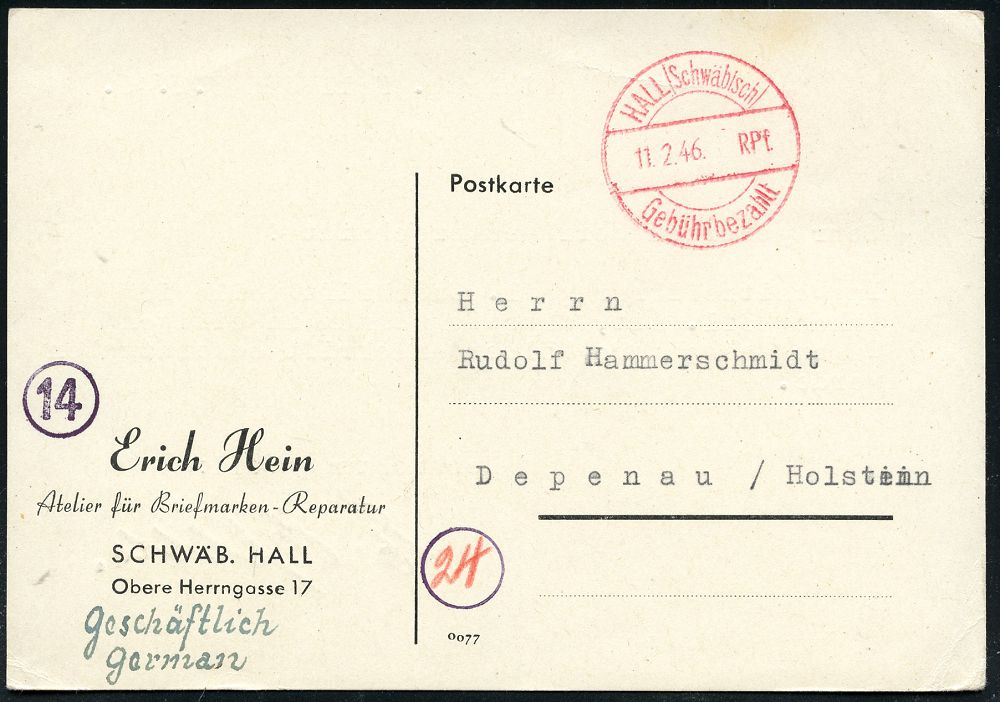 14
Erich Hein
Atelier für Briefmarken-Reparatur
SCHWÄB. HALL
Obere Herrngasse 17
Geschäftlich
German
Postkarte
HALL (Schwäbisch)
11.2.46. RPf.
Gebühr bezahlt
Herrn
Rudolf Hammerschmidt
Depenau / Holstein
24
0077